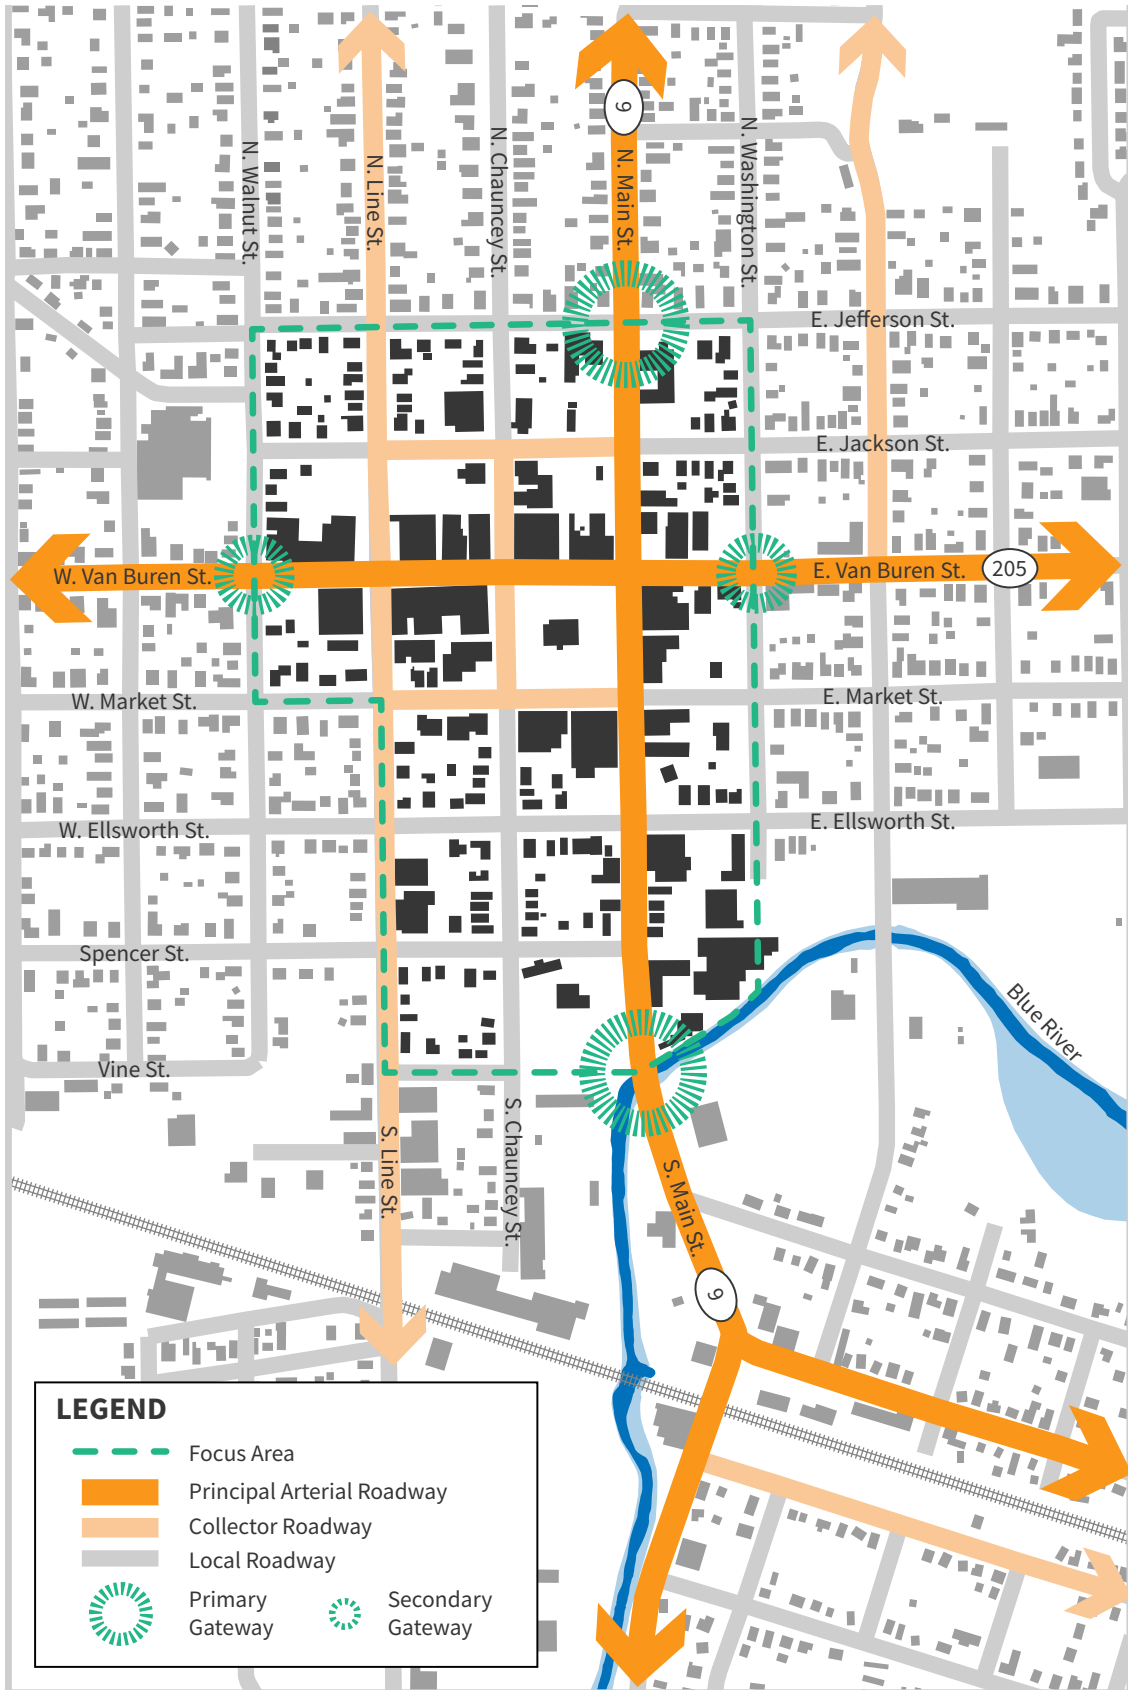 9
N. Walnut St.
N. Line St.
N. Chauncey St.
N. Main St.
N. Washington St.
E. Jefferson St.
E. Jackson St.
W. Van Buren St.
E. Van Buren St.
205
W. Market St.
E. Market St.
W. Ellsworth St.
E. Ellsworth St.
Spencer St.
Blue River
Vine St.
S. Line St.
S. Chauncey St.
S. Main St.
9
LEGEND
Focus Area
Principal Arterial Roadway
Collector Roadway
Local Roadway
Primary
Gateway
Secondary
Gateway